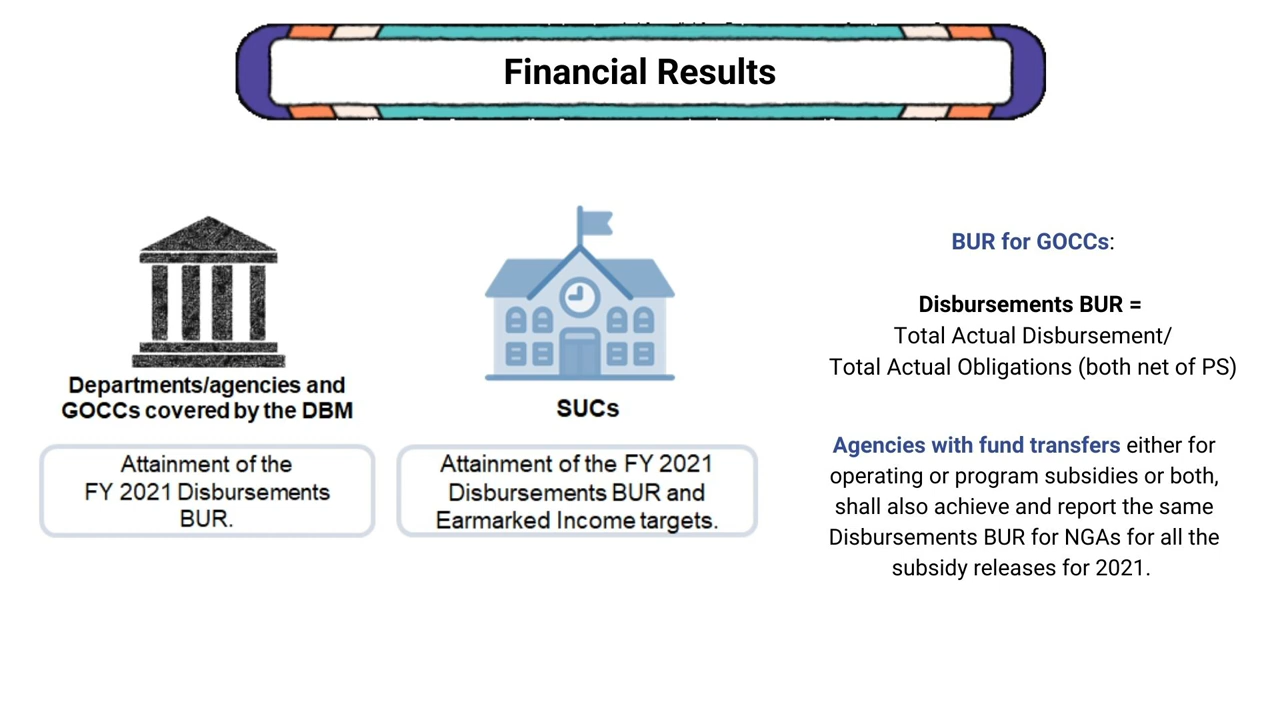 Financial Results
Departments/agencies and
GOCCs covered by the DBM
Attainment of the
FY 2021 Disbursements
BUR.
SUCs
Attainment of the FY 2021
Disbursements BUR and
Earmarked Income targets.
BUR for GOCCs:
Disbursements BUR =
Total Actual Disbursement/
Total Actual Obligations (both net of PS)
Agencies with fund transfers either for
operating or program subsidies or both,
shall also achieve and report the same
Disbursements BUR for NGAs for all the
subsidy releases for 2021.